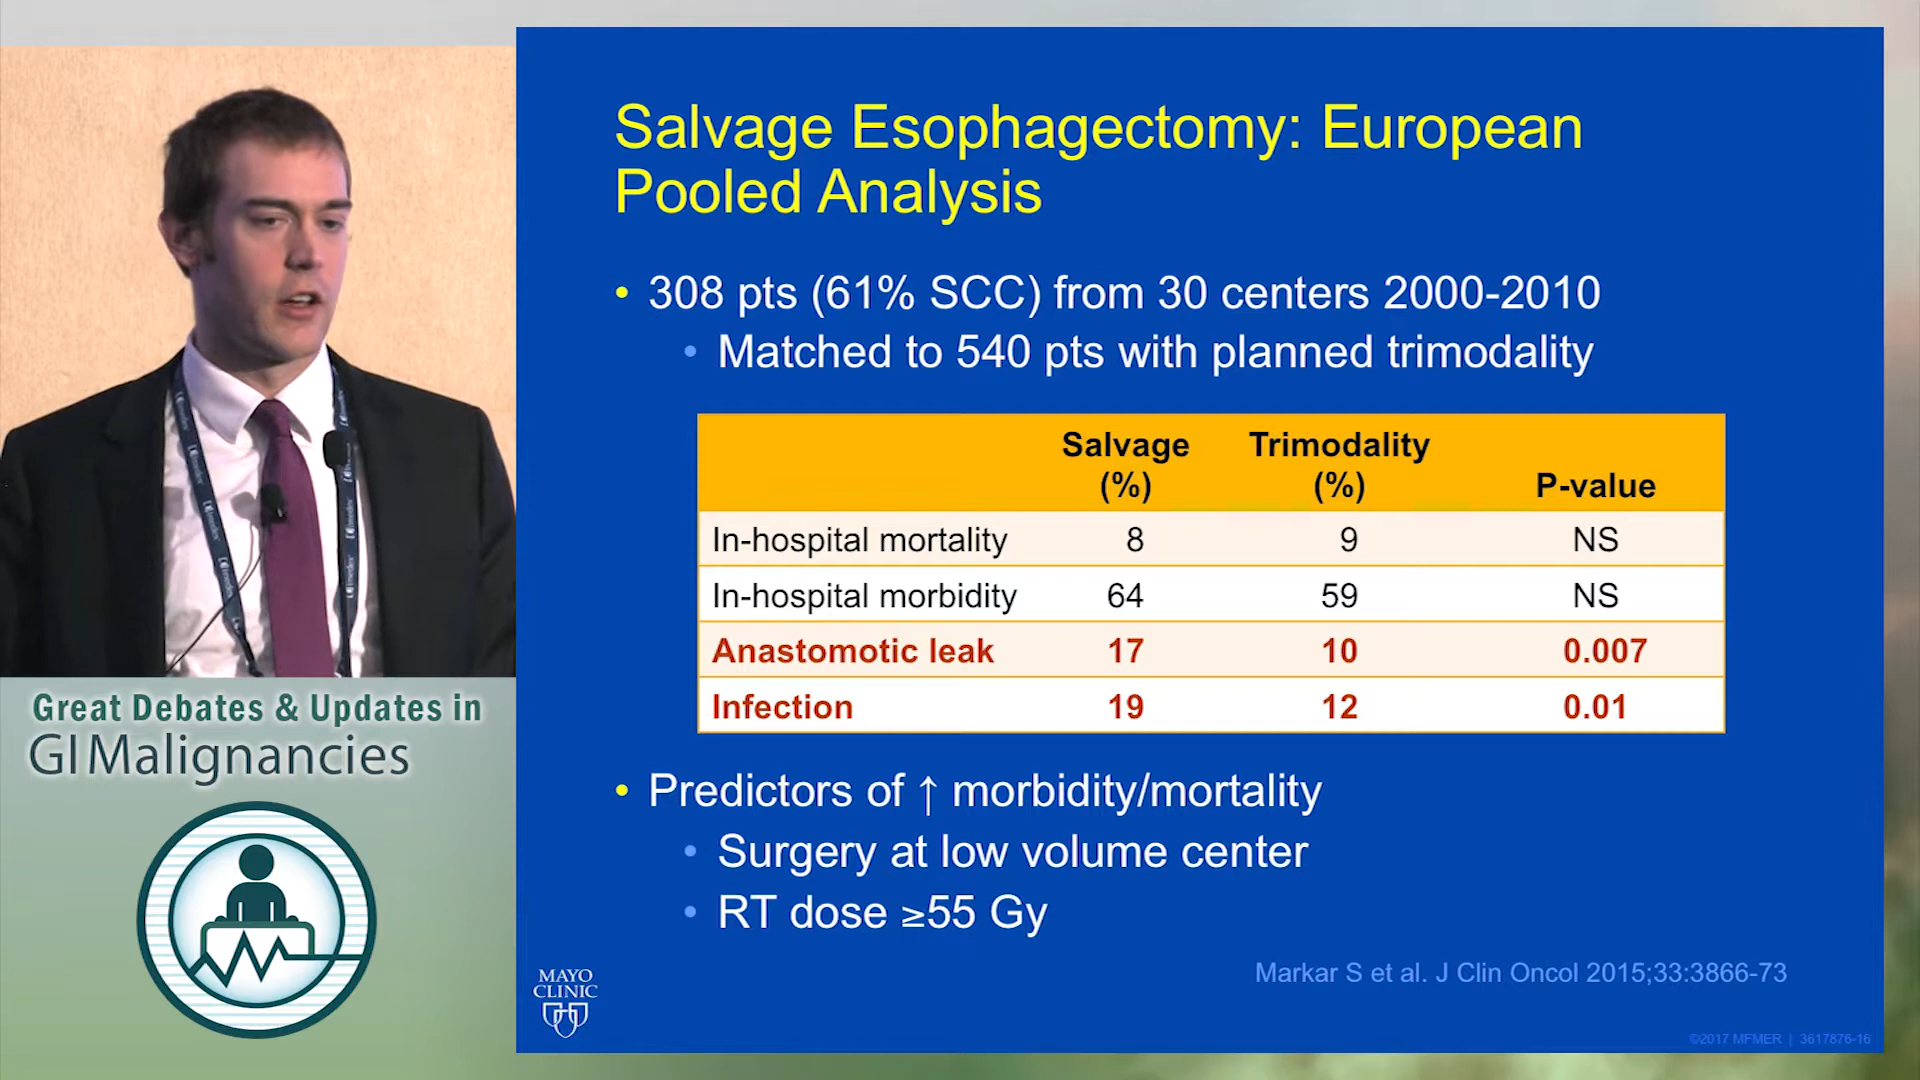 Salvage Esophagectomy: European
Pooled Analysis
• 308 pts (61% SCC) from 30 centers 2000-2010
• Matched to 540 pts with planned trimodality
Salvage (%) Trimodality (%) P-value
In-hospital mortality 8 9 NS
In-hospital morbidity 64 59 NS
Anastomotic leak 17 10 0.007
Infection 19 12 0.01
• Predictors of ↑ morbidity/mortality
• Surgery at low volume center
• RT dose ≥55 Gy
Markar S et al. J Clin Oncol 2015;33:3866-73
MAYO
CLINIC
©2017 MFMER | 3617876-16
Great Debates & Updates in
GI Malignancies